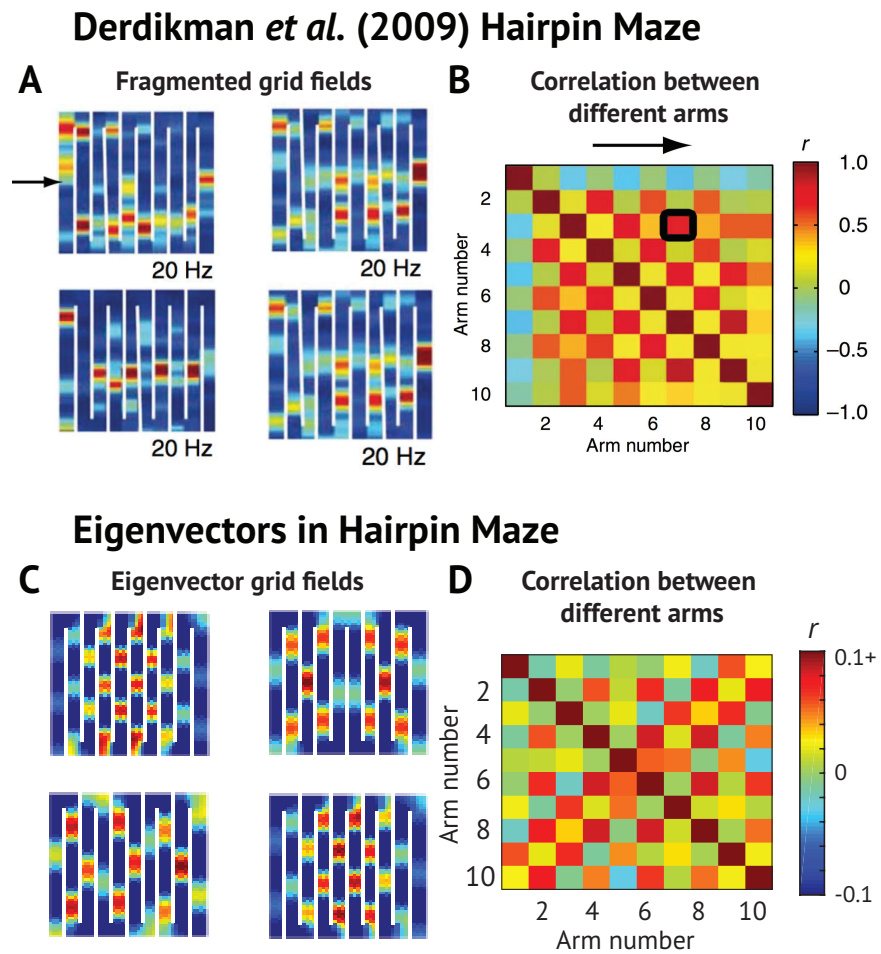 Derdikman et al. (2009) Hairpin Maze
A
Fragmented grid fields
20 Hz
20 Hz
20 Hz
20 Hz
B
Correlation between
different arms
r
1.0
0.5
0
–0.5
–1.0
Arm number
2
4
6
8
10
2 4 6 8 10
Arm number
Eigenvectors in Hairpin Maze
C
Eigenvector grid fields
D
Correlation between
different arms
r
0.1+
0
-0.1
Arm number
2
4
6
8
10
2 4 6 8 10
Arm number